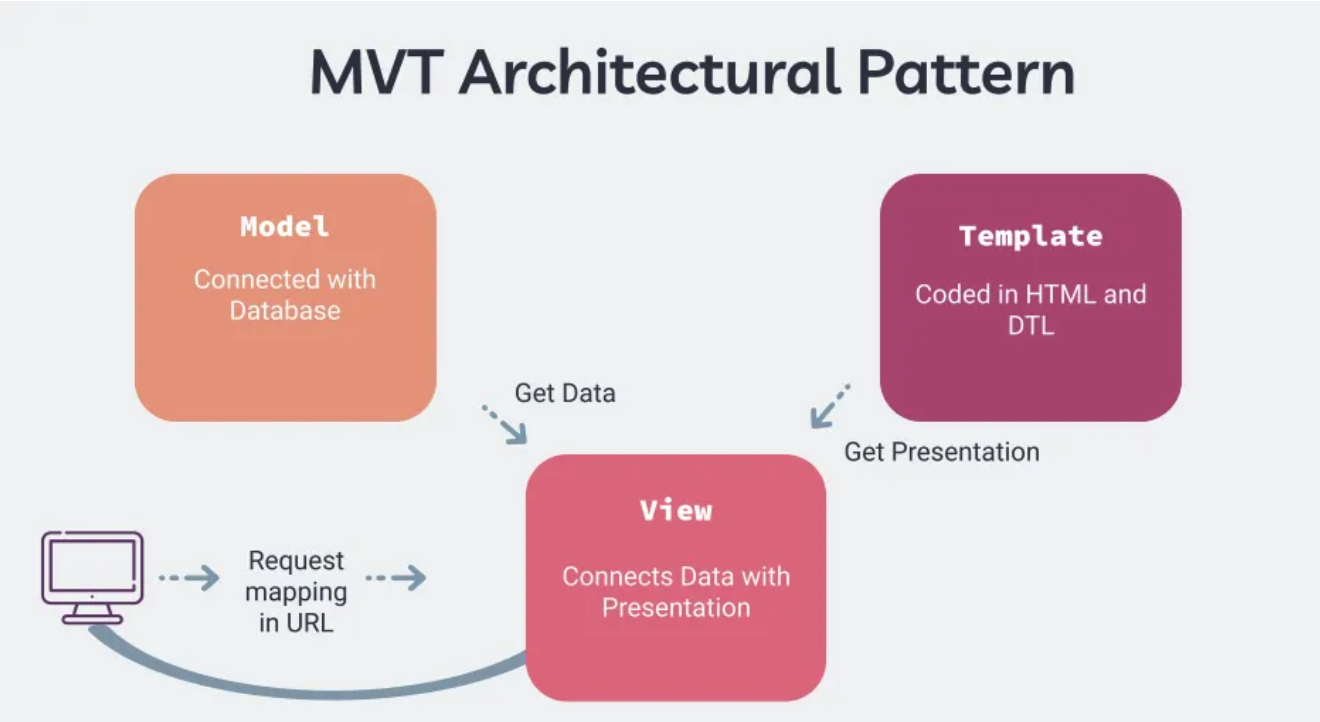 MVT Architectural Pattern
Model
Connected with
Database
Template
Coded in HTML and
DTL
Get Data
Get Presentation
View
Connects Data with
Presentation
Request
mapping
in URL